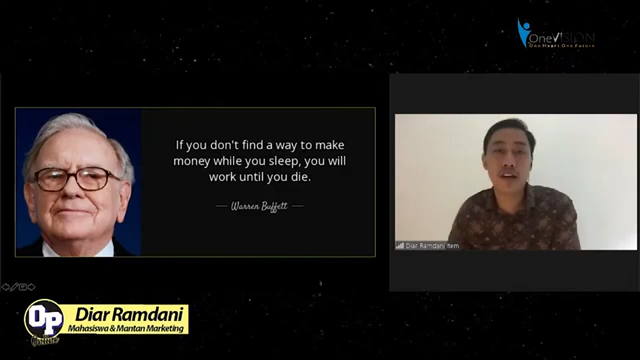 OneVISION
One Heart One Future
If you don't find a way to make
money while you sleep, you will
work until you die.
Warren Buffett
Diar Ramdani Item
OP
Diar Ramdani
Mahasiswa & Mantan Marketing